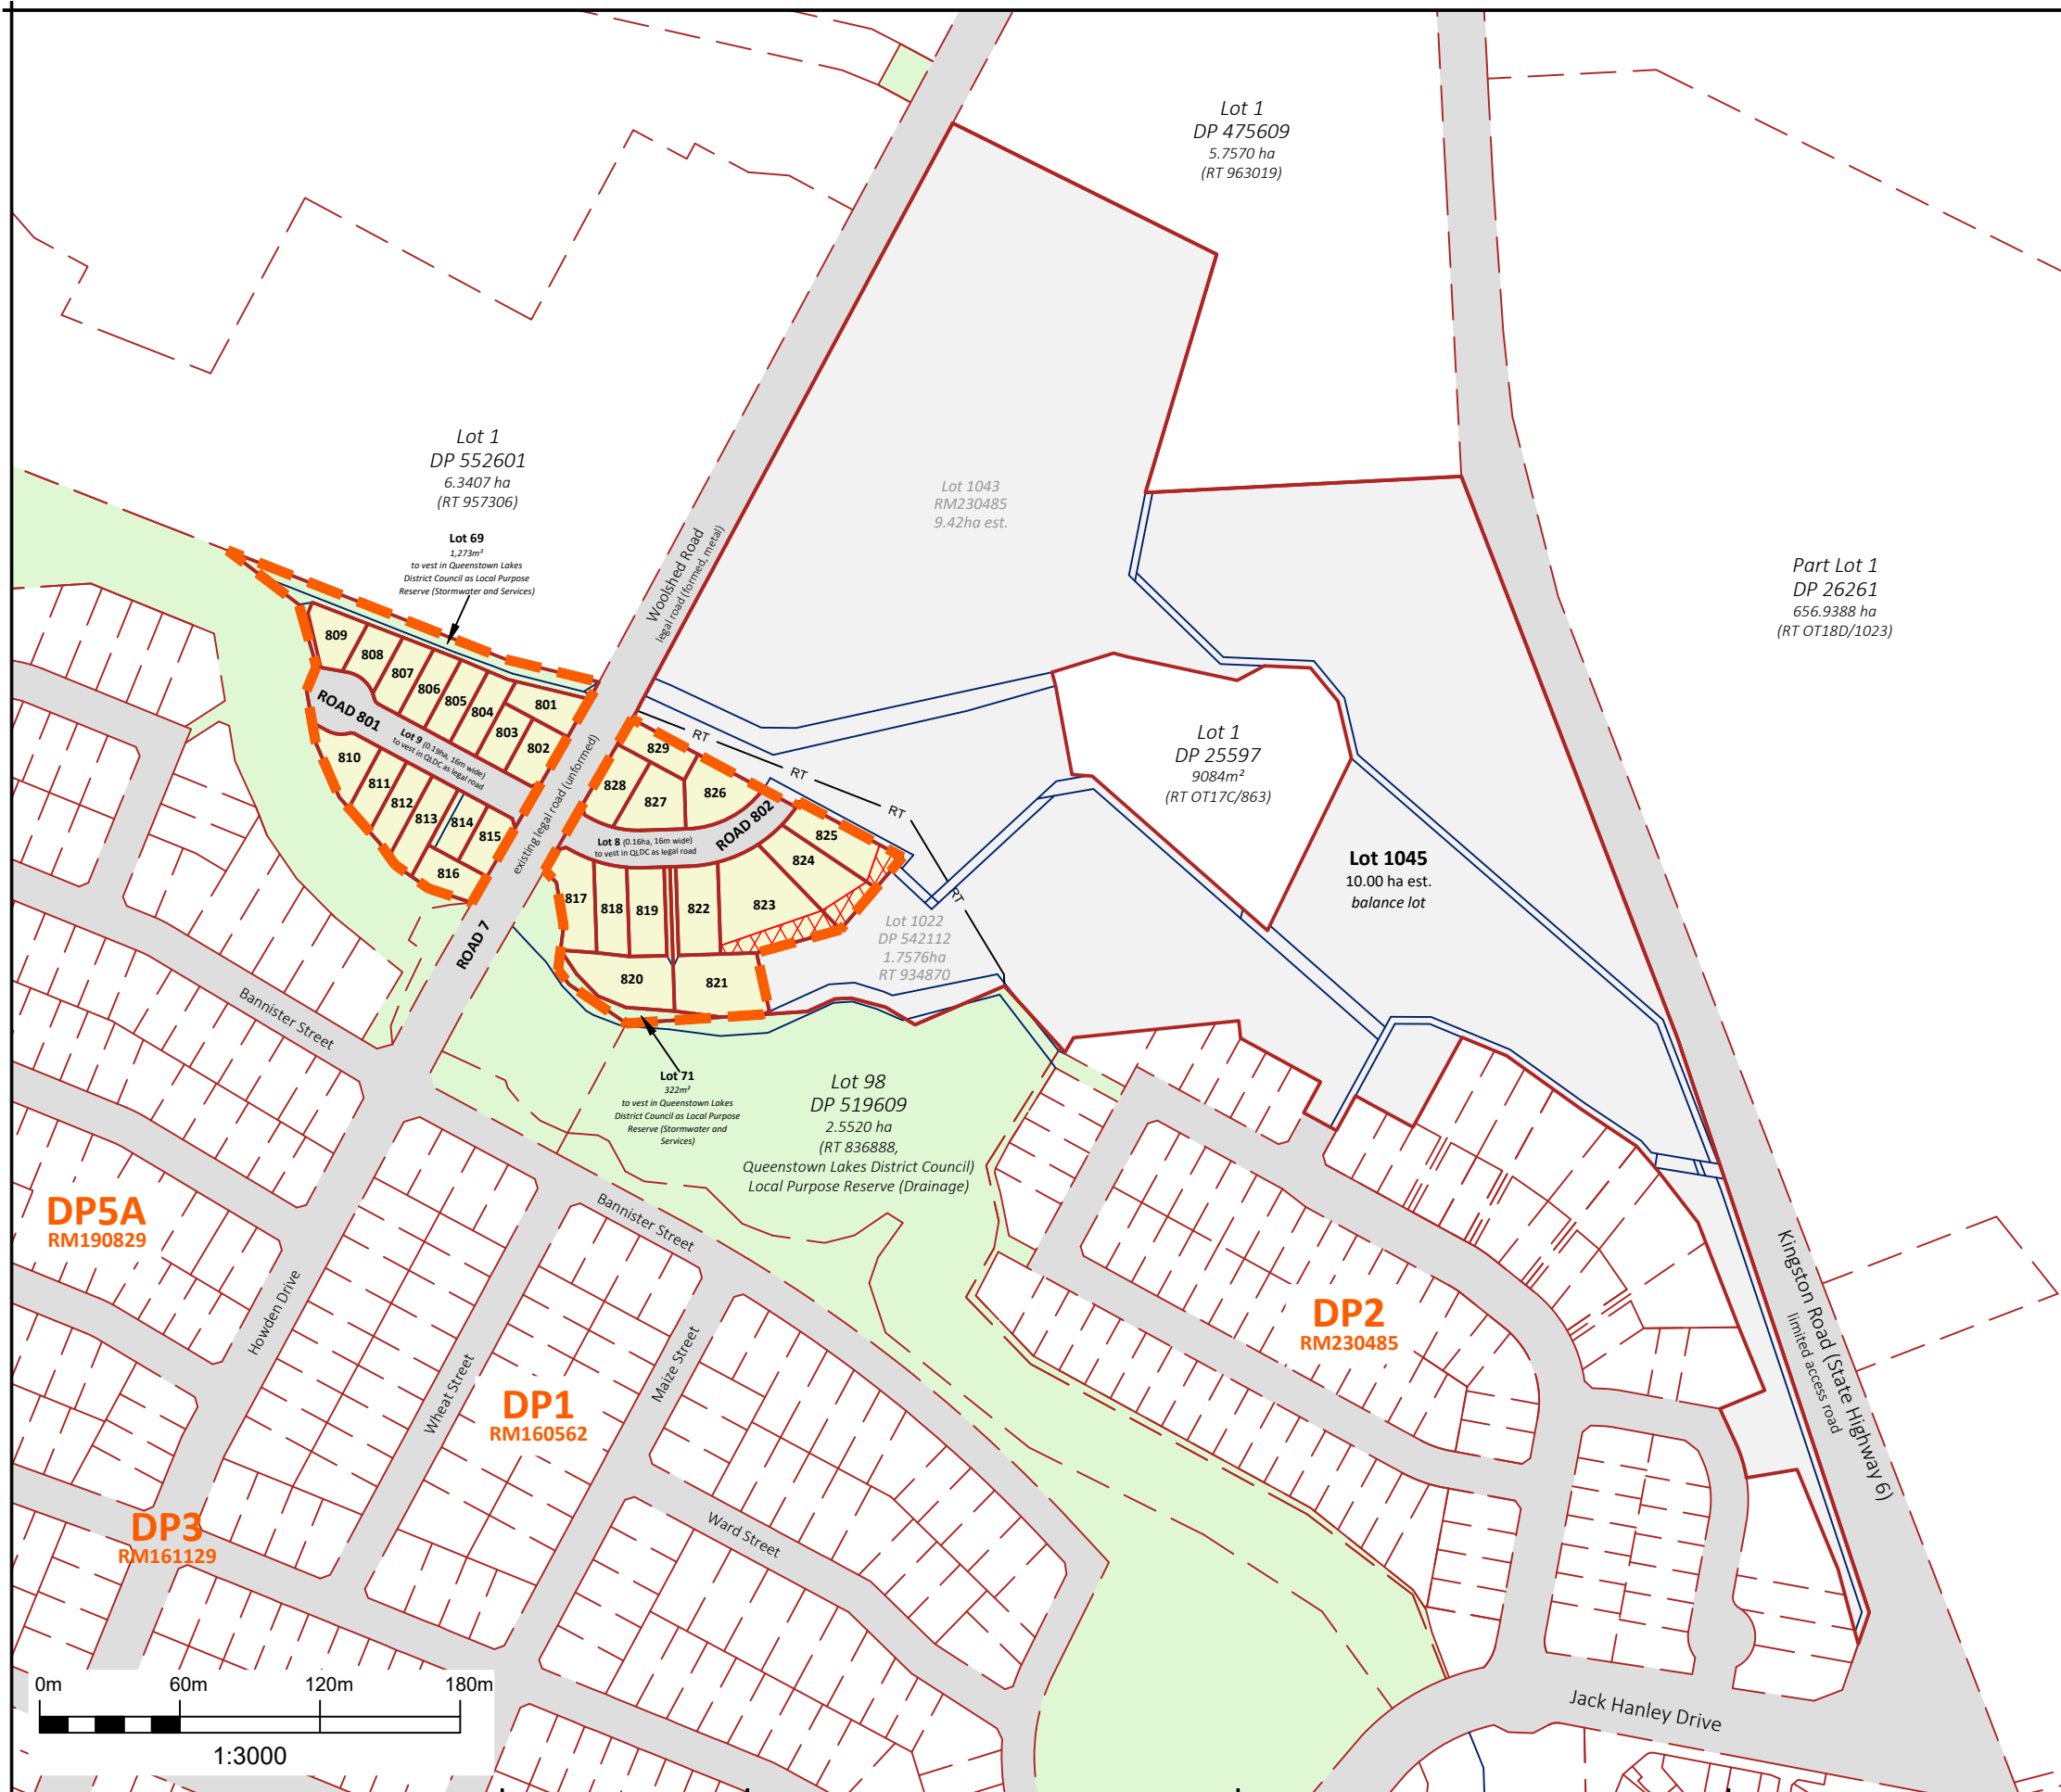 Lot 1
DP 475609
5.7570 ha
(RT 963019)
Lot 1
DP 552601
6.3407 ha
(RT 957306)
Lot 69
1,273m²
to vest in Queenstown Lakes
District Council as Local Purpose
Reserve (Stormwater and Services)
Lot 1043
RM230485
9.42ha est.
Woolshed Road
legal road (formed, metal)
Part Lot 1
DP 26261
656.9388 ha
(RT OT18D/1023)
809
808
807
806
805
804
801
803
802
ROAD 801
Lot 9 (0.19ha, 16m wide)
to vest in QLDC as legal road
810
811
812
813
814
815
816
existing legal road (unformed)
ROAD 7
RT
RT
RT
RT
829
828
827
826
ROAD 802
Lot 8 (0.16ha, 16m wide)
to vest in QLDC as legal road
825
824
823
817
818
819
822
820
821
Lot 1
DP 25597
9084m²
(RT OT17C/863)
Lot 1045
10.00 ha est.
balance lot
Lot 1022
DP 542112
1.7576ha
RT 934870
Bannister Street
Lot 71
322m²
to vest in Queenstown Lakes
District Council as Local Purpose
Reserve (Stormwater and
Services)
Lot 98
DP 519609
2.5520 ha
(RT 836888,
Queenstown Lakes District Council)
Local Purpose Reserve (Drainage)
DP5A
RM190829
Bannister Street
Howden Drive
Wheat Street
Maize Street
DP2
RM230485
Kingston Road (State Highway 6)
limited access road
DP1
RM160562
DP3
RM161129
Ward Street
Jack Hanley Drive
0m 60m 120m 180m
1:3000